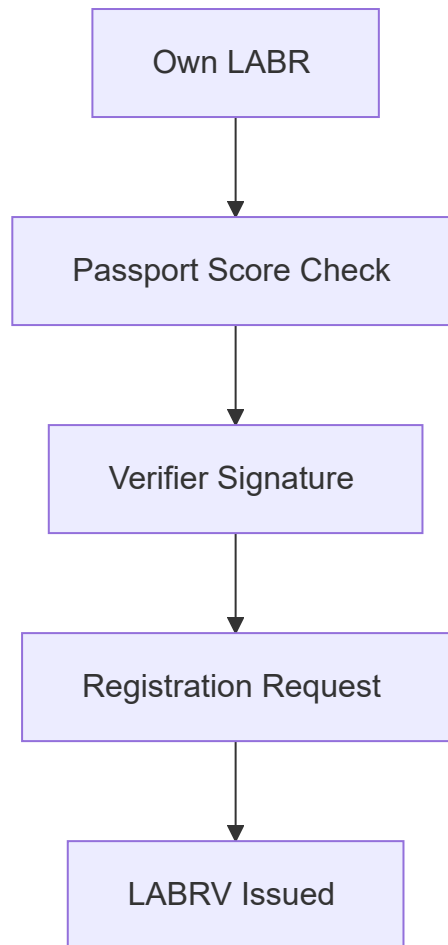 Own LABR
Passport Score Check
Verifier Signature
Registration Request
LABRV Issued